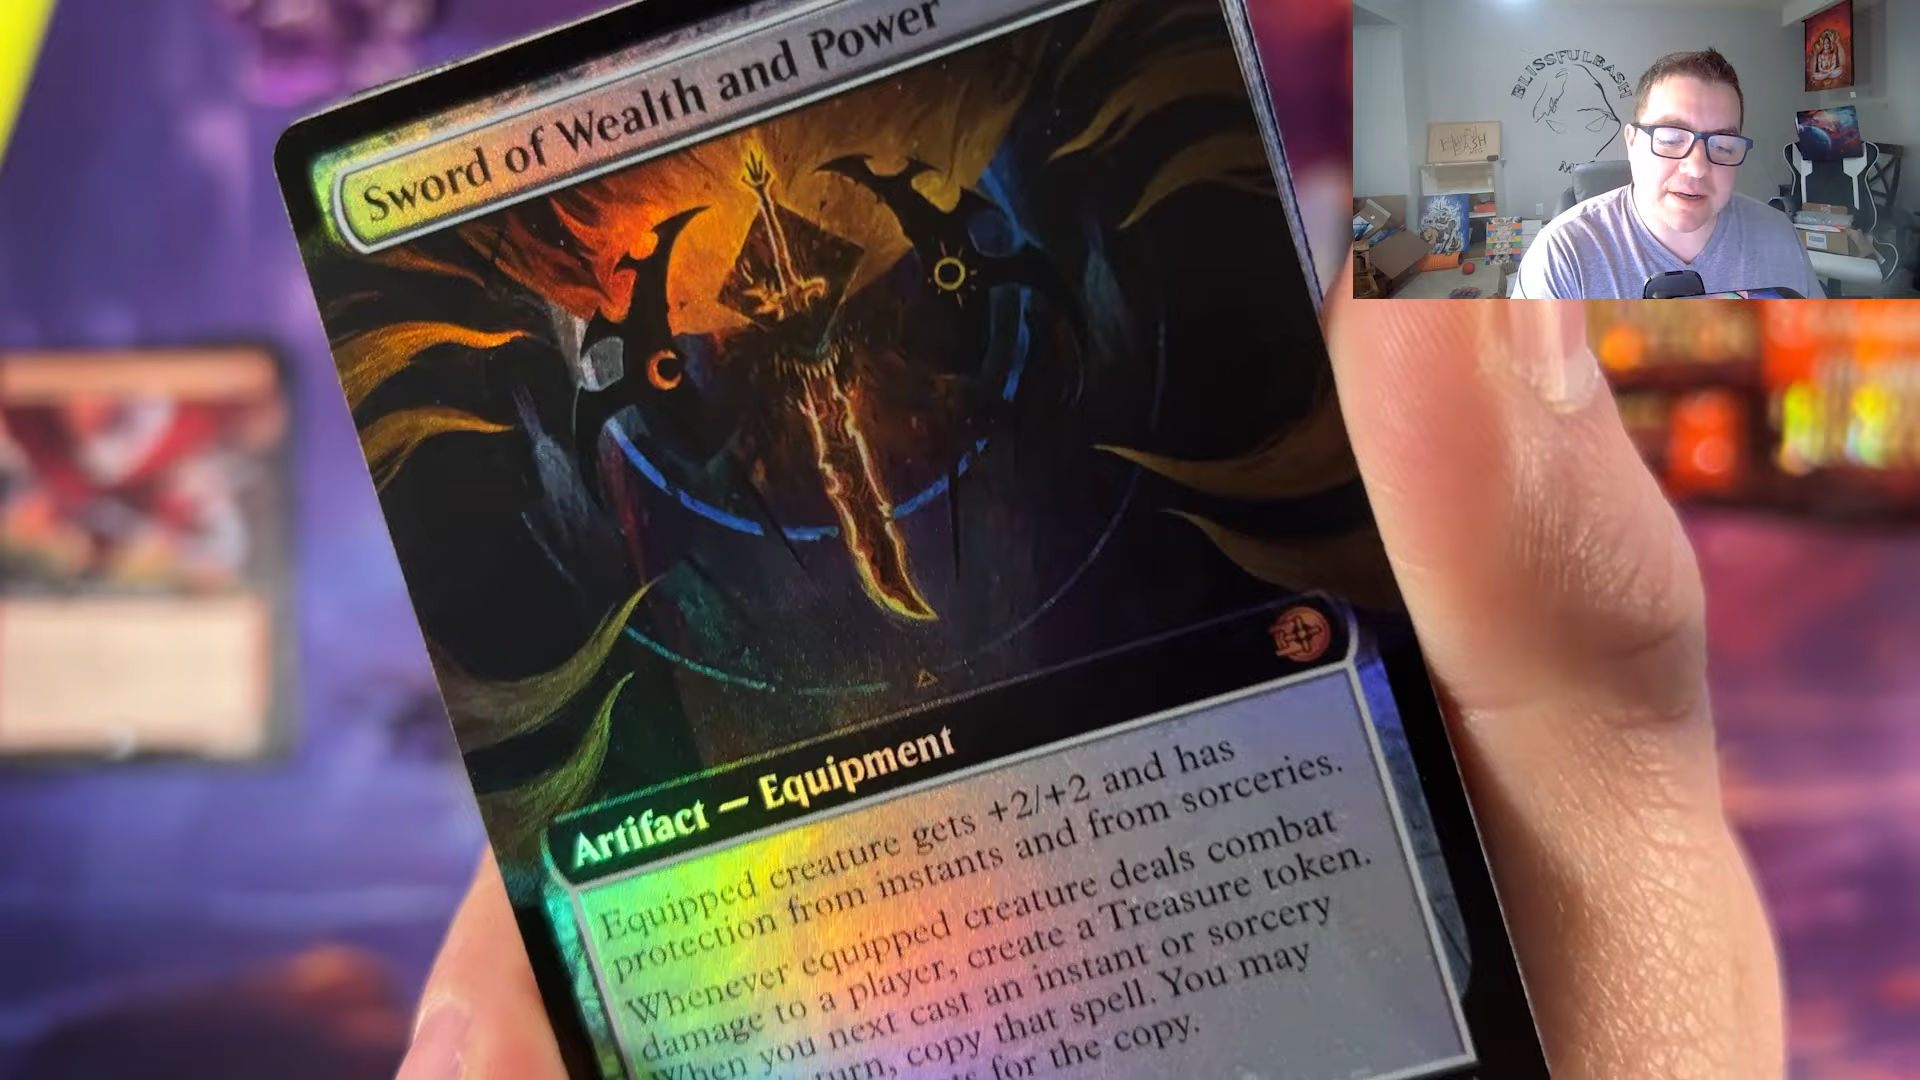 Sword of Wealth and Power
BLISSFULBASH
Artifact — Equipment
Equipped creature gets +2/+2 and has
protection from instants and from sorceries.
Whenever equipped creature deals combat
damage to a player, create a Treasure token.
When you next cast an instant or sorcery
turn, copy that spell. You may
for the copy.